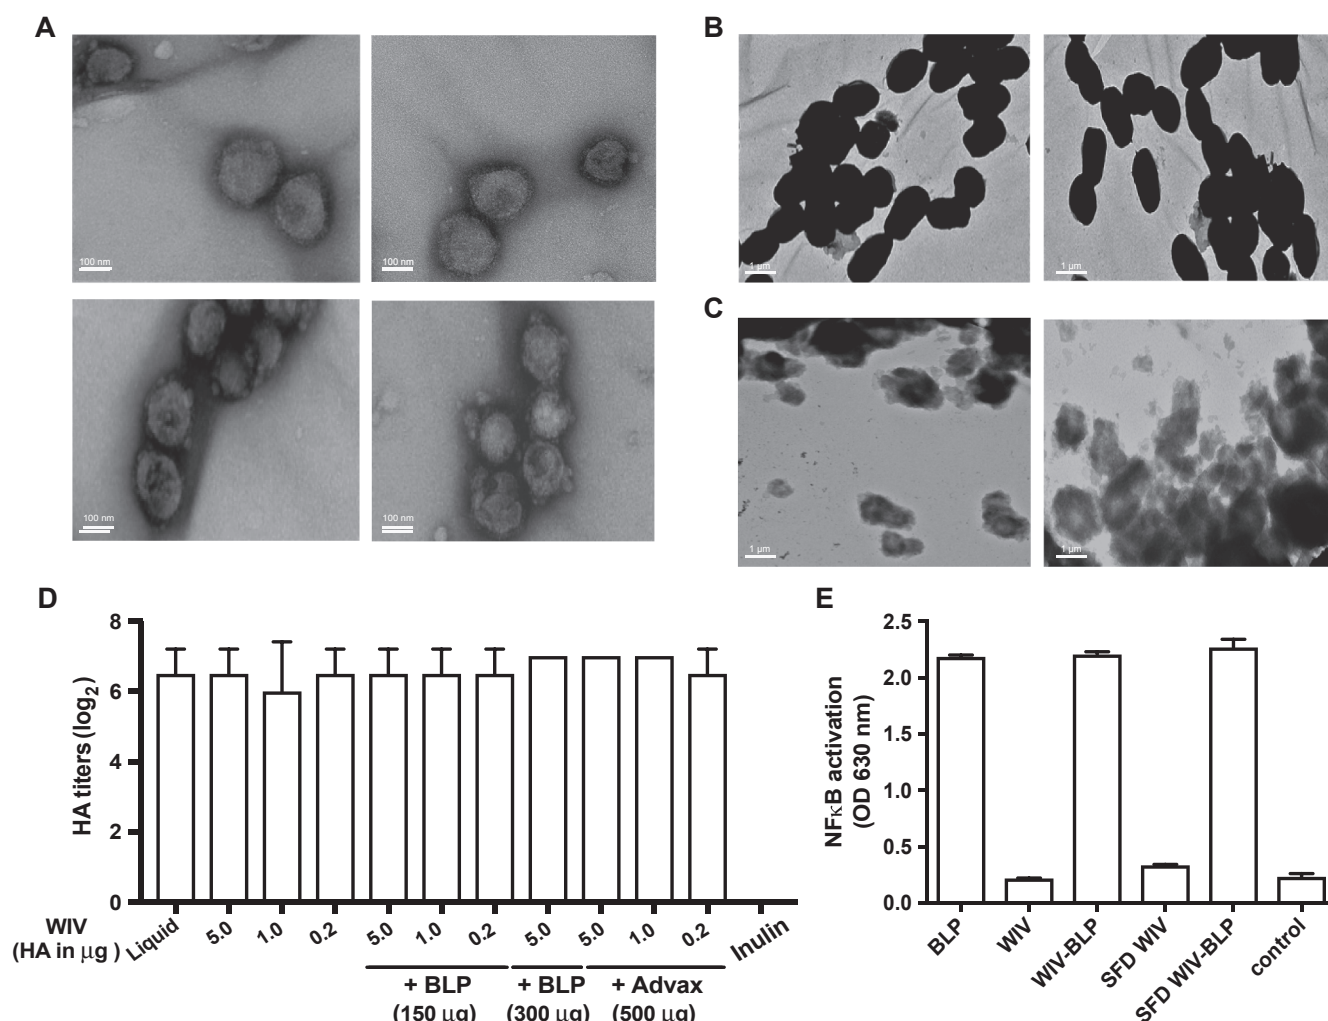 A
B
100 nm
100 nm
1 µm
1 µm
C
100 nm
100 nm
1 µm
1 µm
D
E
8
6
4
2
0
HA titers (log2)
WIV
(HA in µg )
Liquid
5.0
1.0
0.2
5.0
1.0
0.2
5.0
5.0
1.0
0.2
Inulin
+ BLP
(150 µg)
+ BLP
(300 µg)
+ Advax
(500 µg)
2.5
2.0
1.5
1.0
0.5
0.0
NFκB activation
(OD 630 nm)
BLP
WIV
WIV-BLP
SFD WIV
SFD WIV-BLP
control